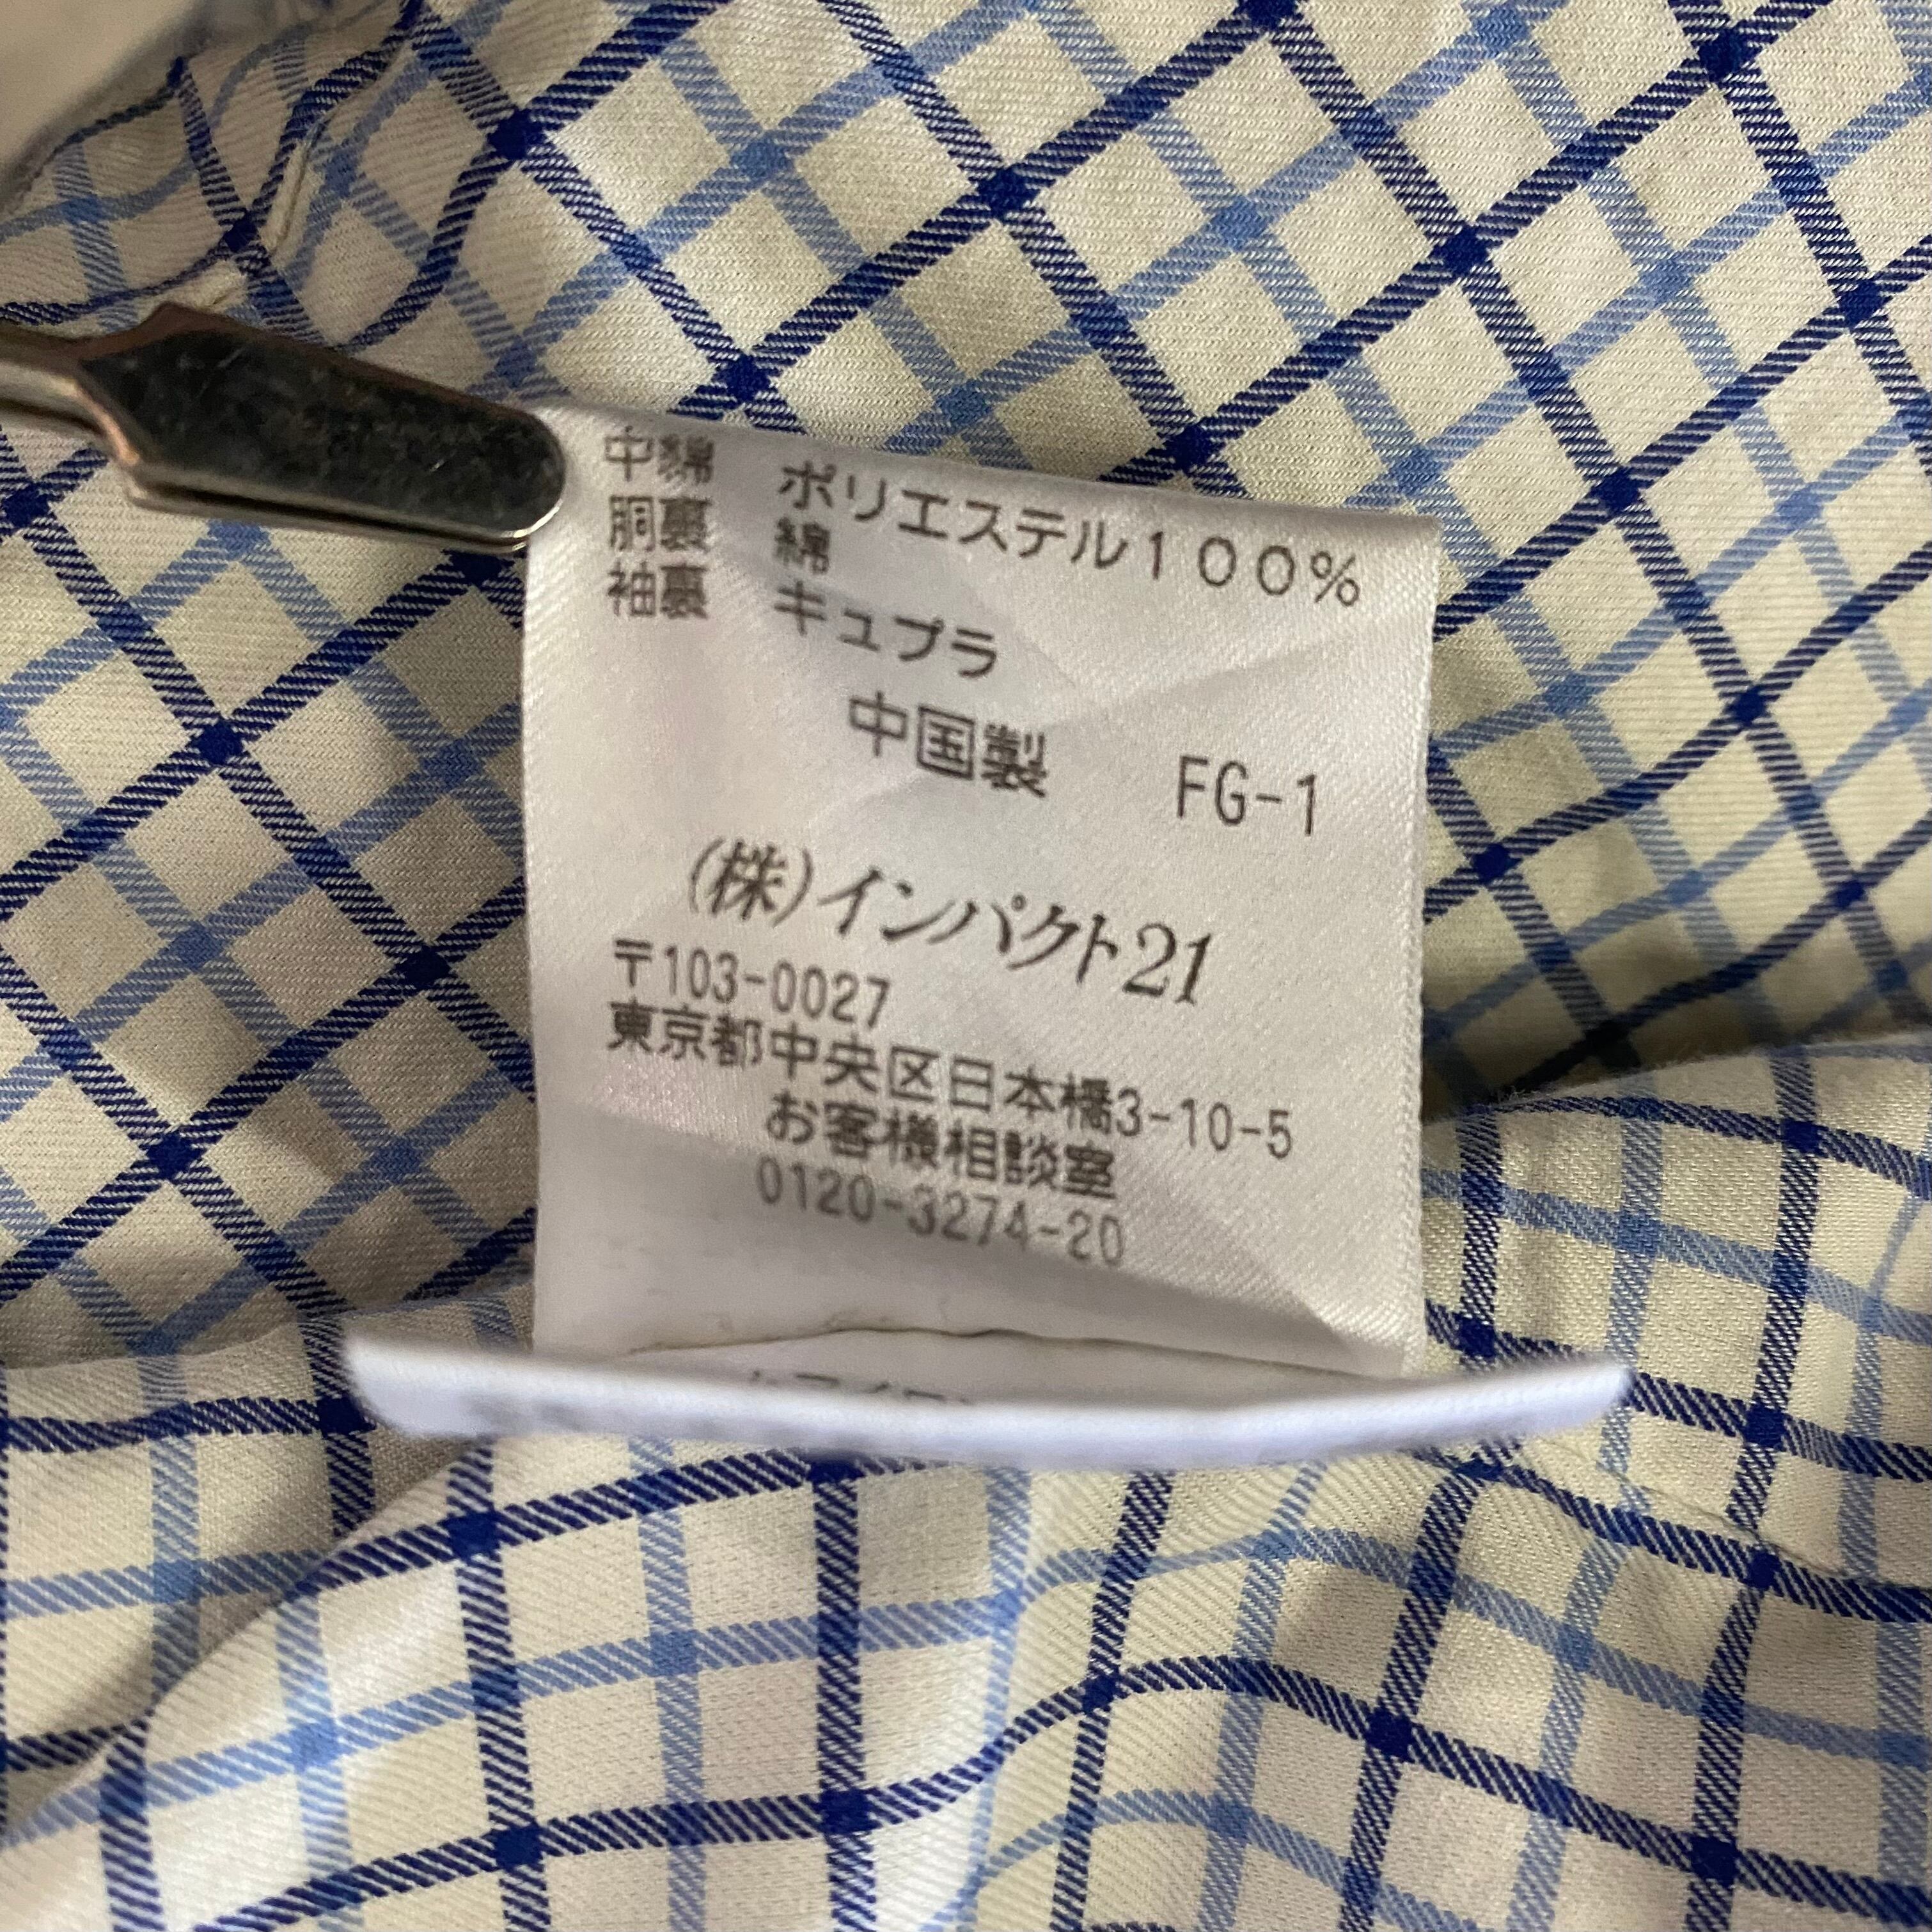 中綿 ポリエステル100%
胴裏 綿
袖裏 キュプラ
中国製 FG-1
(株)インパクト21
〒103-0027
東京都中央区日本橋3-10-5
お客様相談室
0120-3274-20